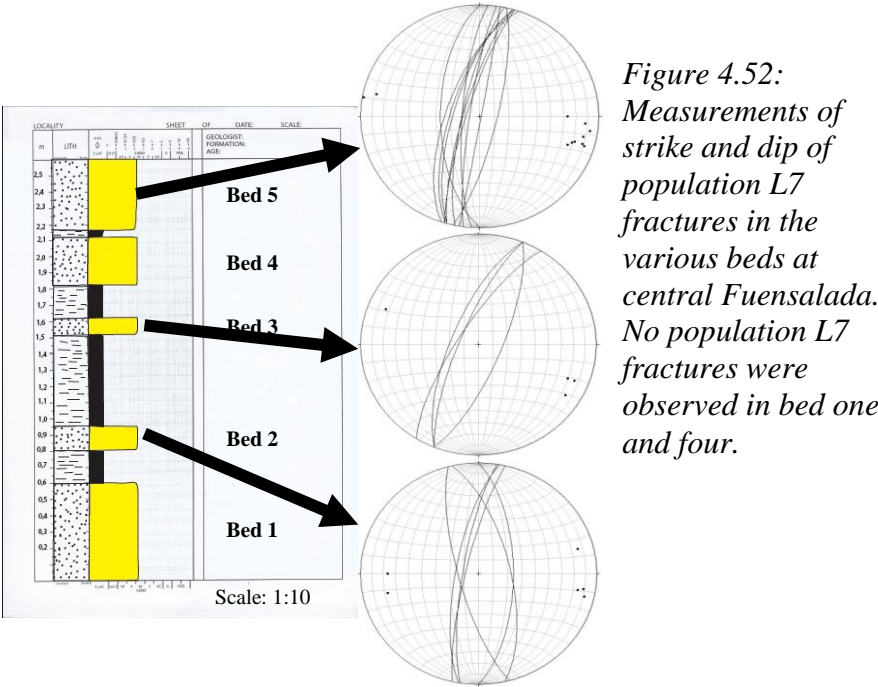 LOCALITY SHEET OF DATE: SCALE:
m LITH
GEOLOGIST:
FORMATION:
AGE:
CLAY
2,5
2,4
2,3
2,2
2,1
2,0
1,9
1,8
1,7
1,6
1,5
1,4
1,3
1,2
1,1
1,0
0,9
0,8
0,7
0,6
0,5
0,4
0,3
0,2
Bed 5
Bed 4
Bed 3
Bed 2
Bed 1
SAND
Scale: 1:10
Figure 4.52:
Measurements of
strike and dip of
population L7
fractures in the
various beds at
central Fuensalada.
No population L7
fractures were
observed in bed one
and four.